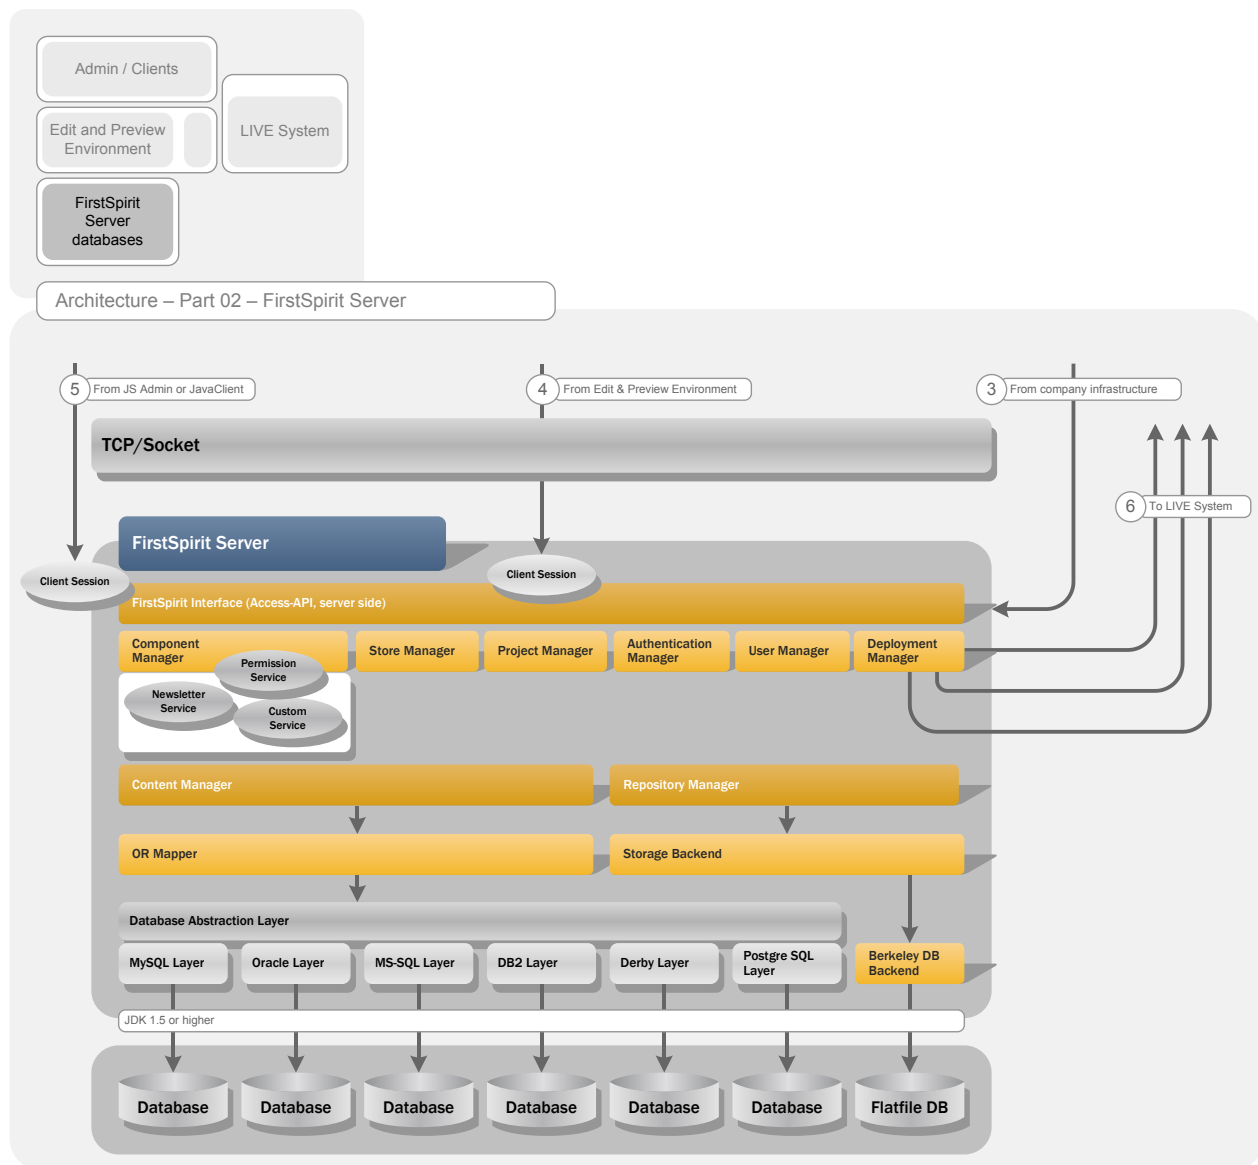 Admin / Clients
Edit and Preview
Environment
LIVE System
FirstSpirit
Server
databases
Architecture – Part 02 – FirstSpirit Server
5
From JS Admin or JavaClient
4
From Edit & Preview Environment
3
From company infrastructure
TCP/Socket
6
To LIVE System
FirstSpirit Server
Client Session
Client Session
FirstSpirit Interface (Access-API, server side)
Component
Manager
Store Manager
Project Manager
Authentication
Manager
User Manager
Deployment
Manager
Permission
Service
Newsletter
Service
Custom
Service
Content Manager
Repository Manager
OR Mapper
Storage Backend
Database Abstraction Layer
MySQL Layer
Oracle Layer
MS-SQL Layer
DB2 Layer
Derby Layer
Postgre SQL
Layer
Berkeley DB
Backend
JDK 1.5 or higher
Database
Database
Database
Database
Database
Database
Flatfile DB